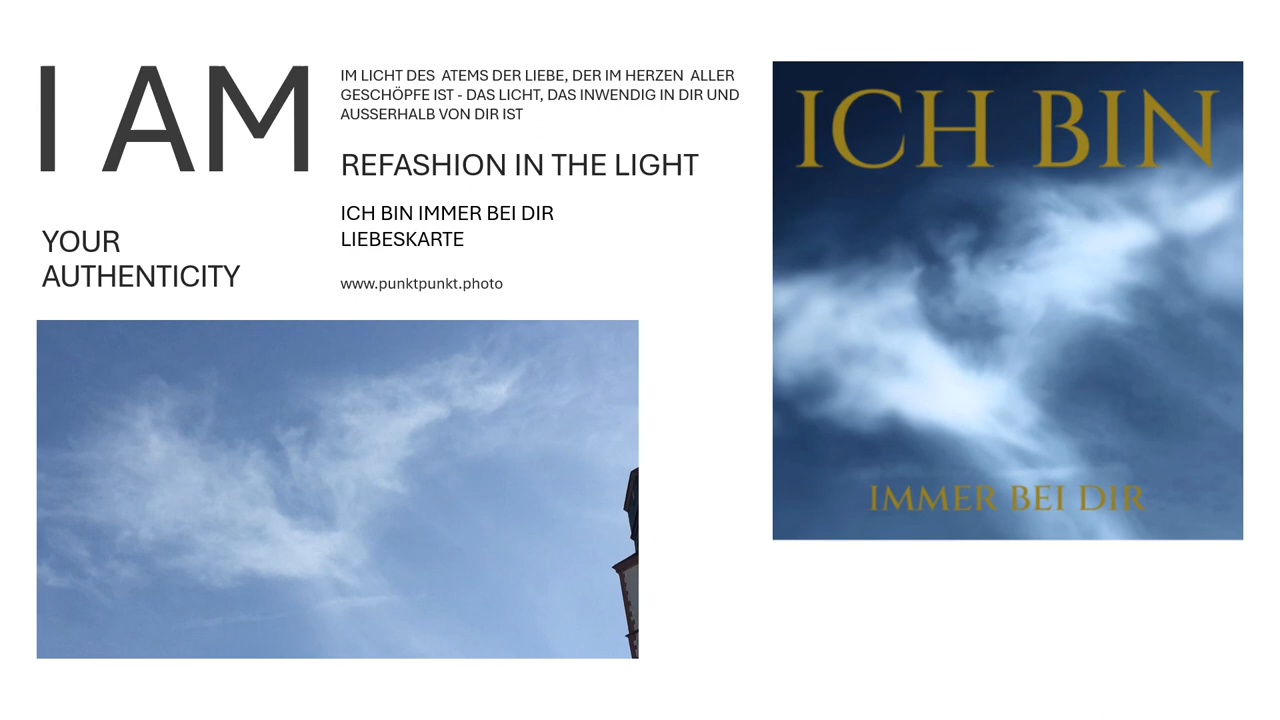 I AM
YOUR
AUTHENTICITY
IM LICHT DES  ATEMS DER LIEBE, DER IM HERZEN  ALLER
GESCHÖPFE IST - DAS LICHT, DAS INWENDIG IN DIR UND
AUSSERHALB VON DIR IST
REFASHION IN THE LIGHT
ICH BIN IMMER BEI DIR
LIEBESKARTE
www.punktpunkt.photo
ICH BIN
IMMER BEI DIR